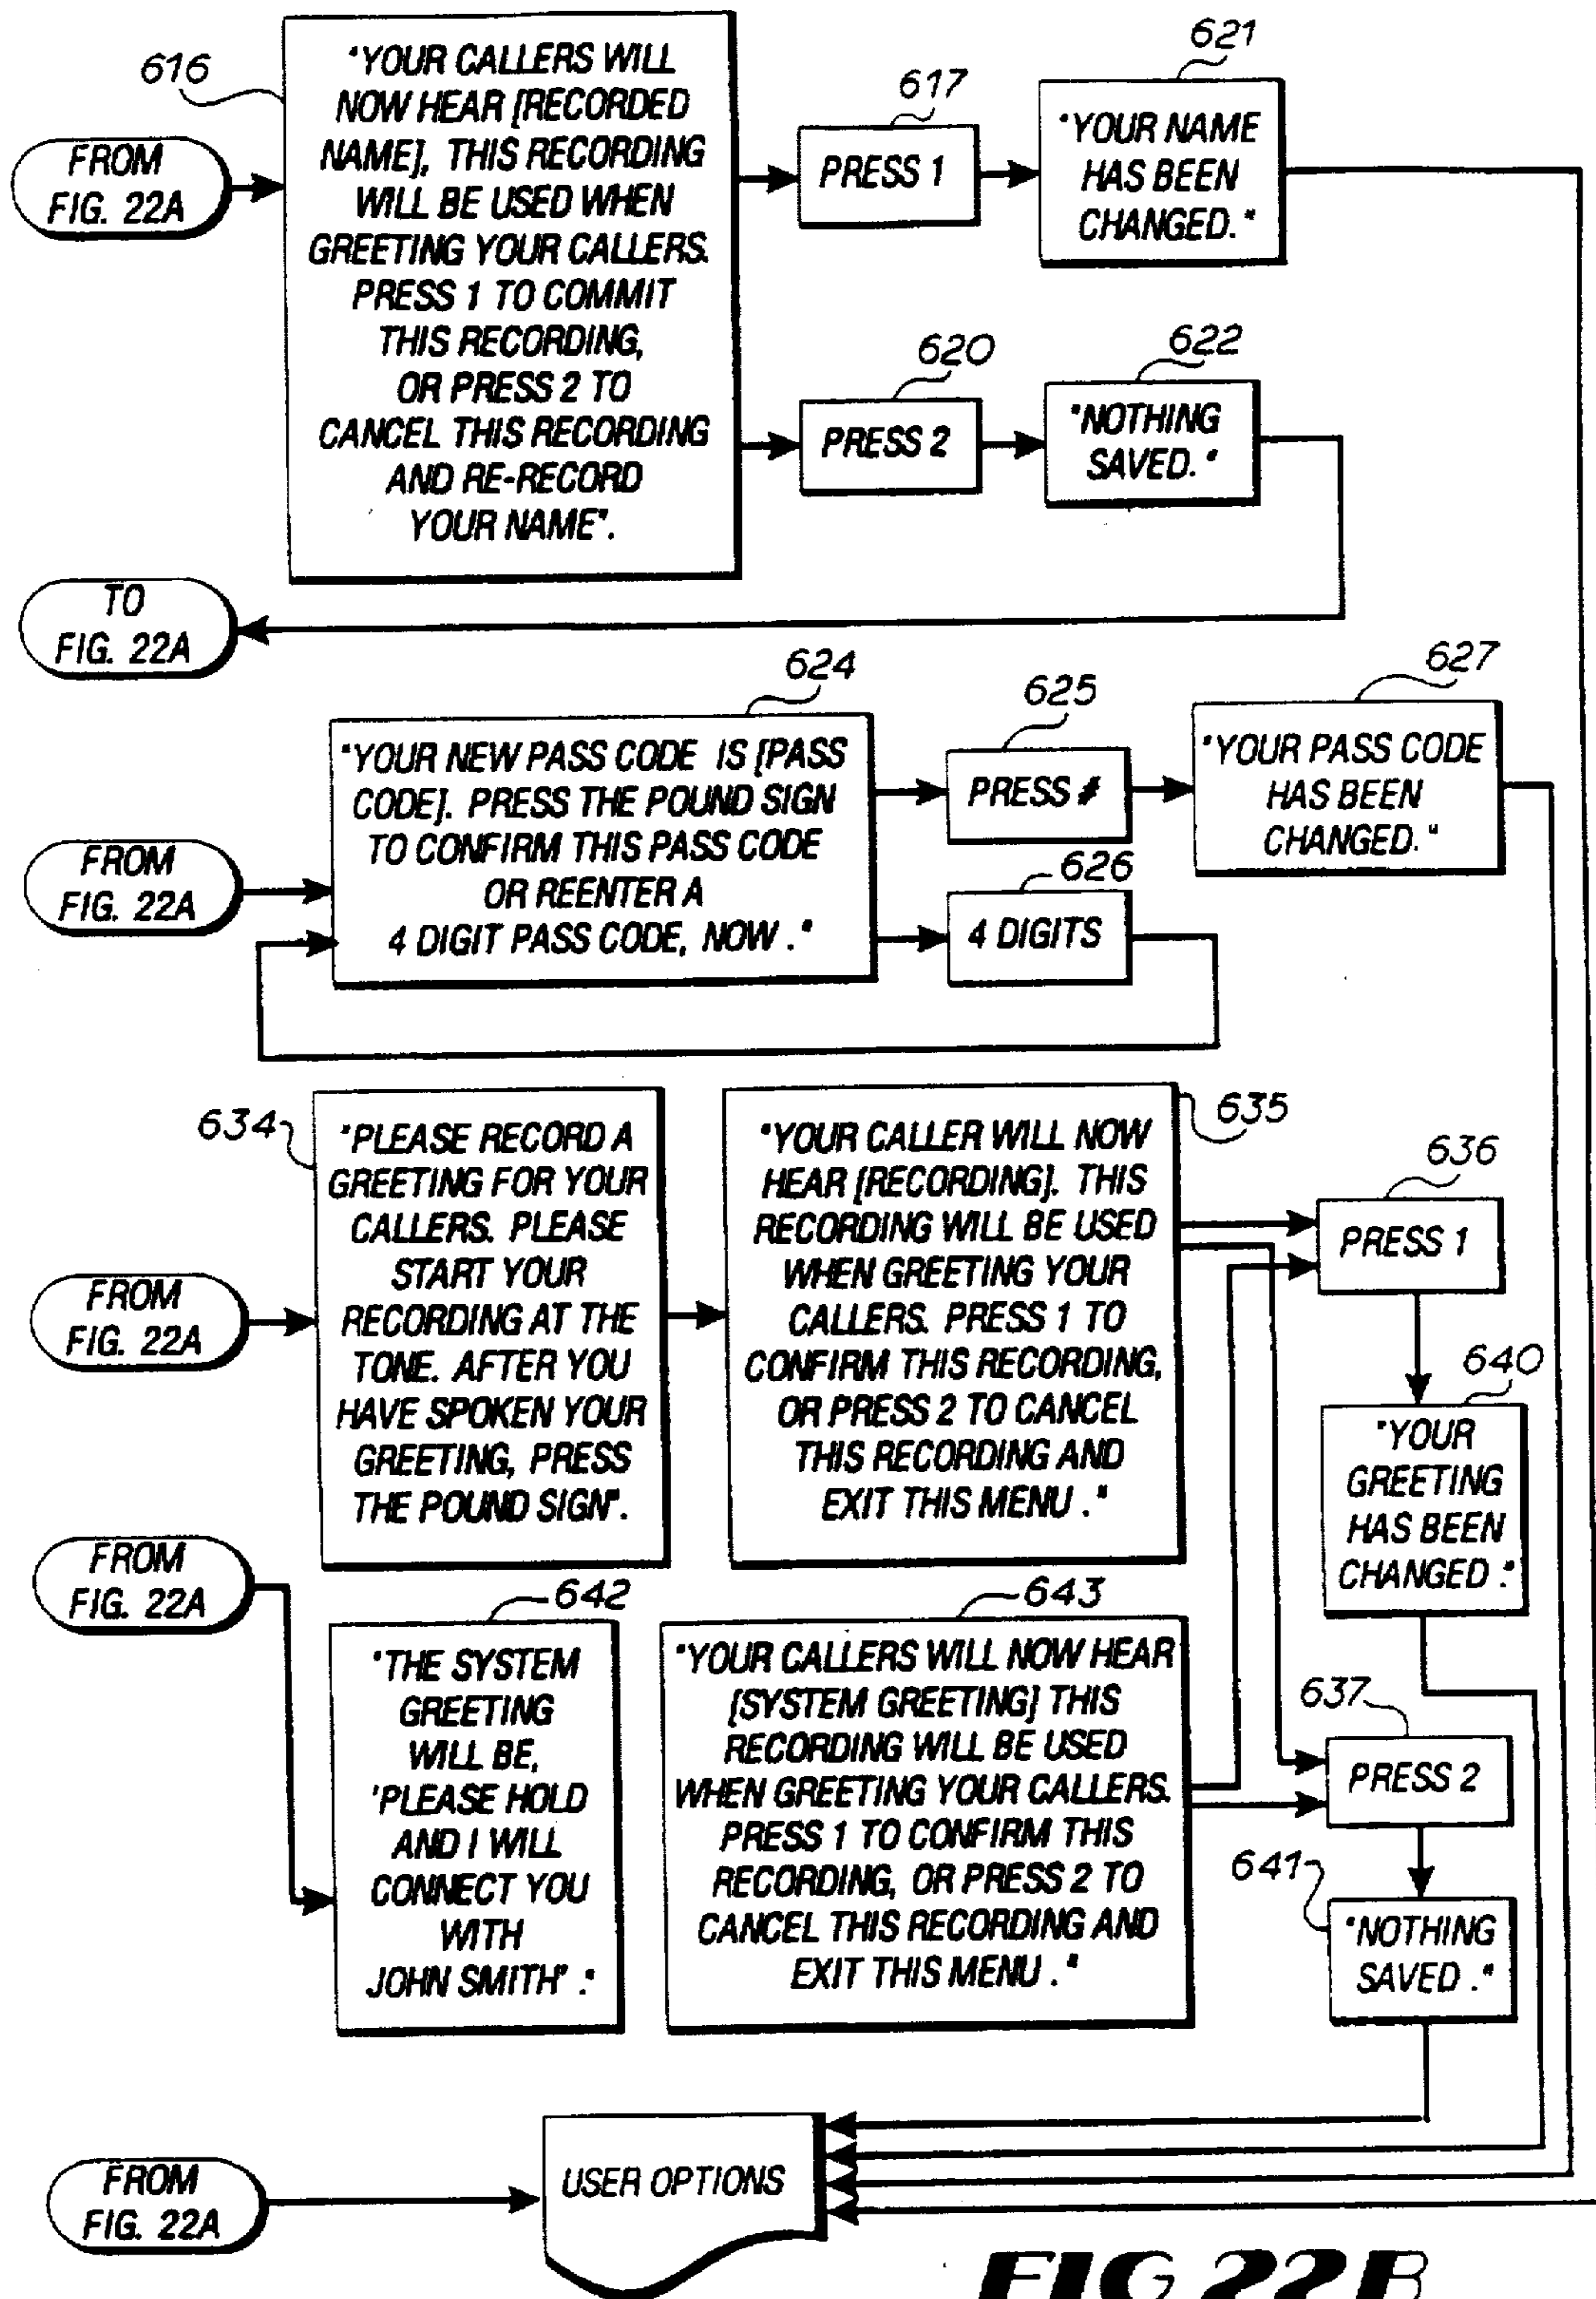 616
FROM
FIG. 22A
"YOUR CALLERS WILL
NOW HEAR [RECORDED
NAME], THIS RECORDING
WILL BE USED WHEN
GREETING YOUR CALLERS.
PRESS 1 TO COMMIT
THIS RECORDING,
OR PRESS 2 TO
CANCEL THIS RECORDING
AND RE-RECORD
YOUR NAME".
617
PRESS 1
621
"YOUR NAME
HAS BEEN
CHANGED."
620
PRESS 2
622
"NOTHING
SAVED."
TO
FIG. 22A
FROM
FIG. 22A
624
"YOUR NEW PASS CODE IS [PASS
CODE]. PRESS THE POUND SIGN
TO CONFIRM THIS PASS CODE
OR REENTER A
4 DIGIT PASS CODE, NOW ."
625
PRESS #
627
"YOUR PASS CODE
HAS BEEN
CHANGED."
626
4 DIGITS
FROM
FIG. 22A
634
"PLEASE RECORD A
GREETING FOR YOUR
CALLERS. PLEASE
START YOUR
RECORDING AT THE
TONE. AFTER YOU
HAVE SPOKEN YOUR
GREETING, PRESS
THE POUND SIGN".
635
"YOUR CALLER WILL NOW
HEAR [RECORDING]. THIS
RECORDING WILL BE USED
WHEN GREETING YOUR
CALLERS. PRESS 1 TO
CONFIRM THIS RECORDING,
OR PRESS 2 TO CANCEL
THIS RECORDING AND
EXIT THIS MENU ."
636
PRESS 1
640
"YOUR
GREETING
HAS BEEN
CHANGED ."
FROM
FIG. 22A
642
"THE SYSTEM
GREETING
WILL BE,
'PLEASE HOLD
AND I WILL
CONNECT YOU
WITH
JOHN SMITH" ."
643
"YOUR CALLERS WILL NOW HEAR
[SYSTEM GREETING] THIS
RECORDING WILL BE USED
WHEN GREETING YOUR CALLERS.
PRESS 1 TO CONFIRM THIS
RECORDING, OR PRESS 2 TO
CANCEL THIS RECORDING AND
EXIT THIS MENU ."
637
PRESS 2
641
"NOTHING
SAVED ."
FROM
FIG. 22A
USER OPTIONS
FIG 22B